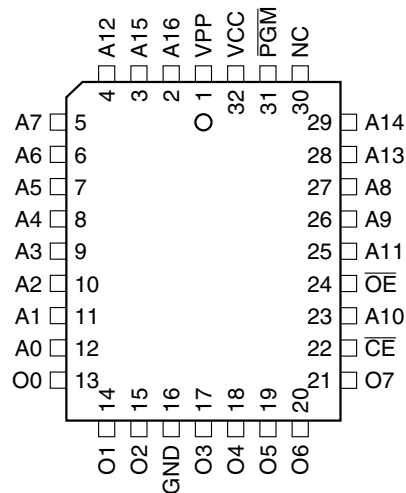 A12 A15 A16 VPP VCC P̅G̅M̅ NC
4 3 2 1 32 31 30
A7 5 29 A14
A6 6 28 A13
A5 7 27 A8
A4 8 26 A9
A3 9 25 A11
A2 10 24 O̅E̅
A1 11 23 A10
A0 12 22 C̅E̅
O0 13 21 O7
14 15 16 17 18 19 20
O1 O2 GND O3 O4 O5 O6